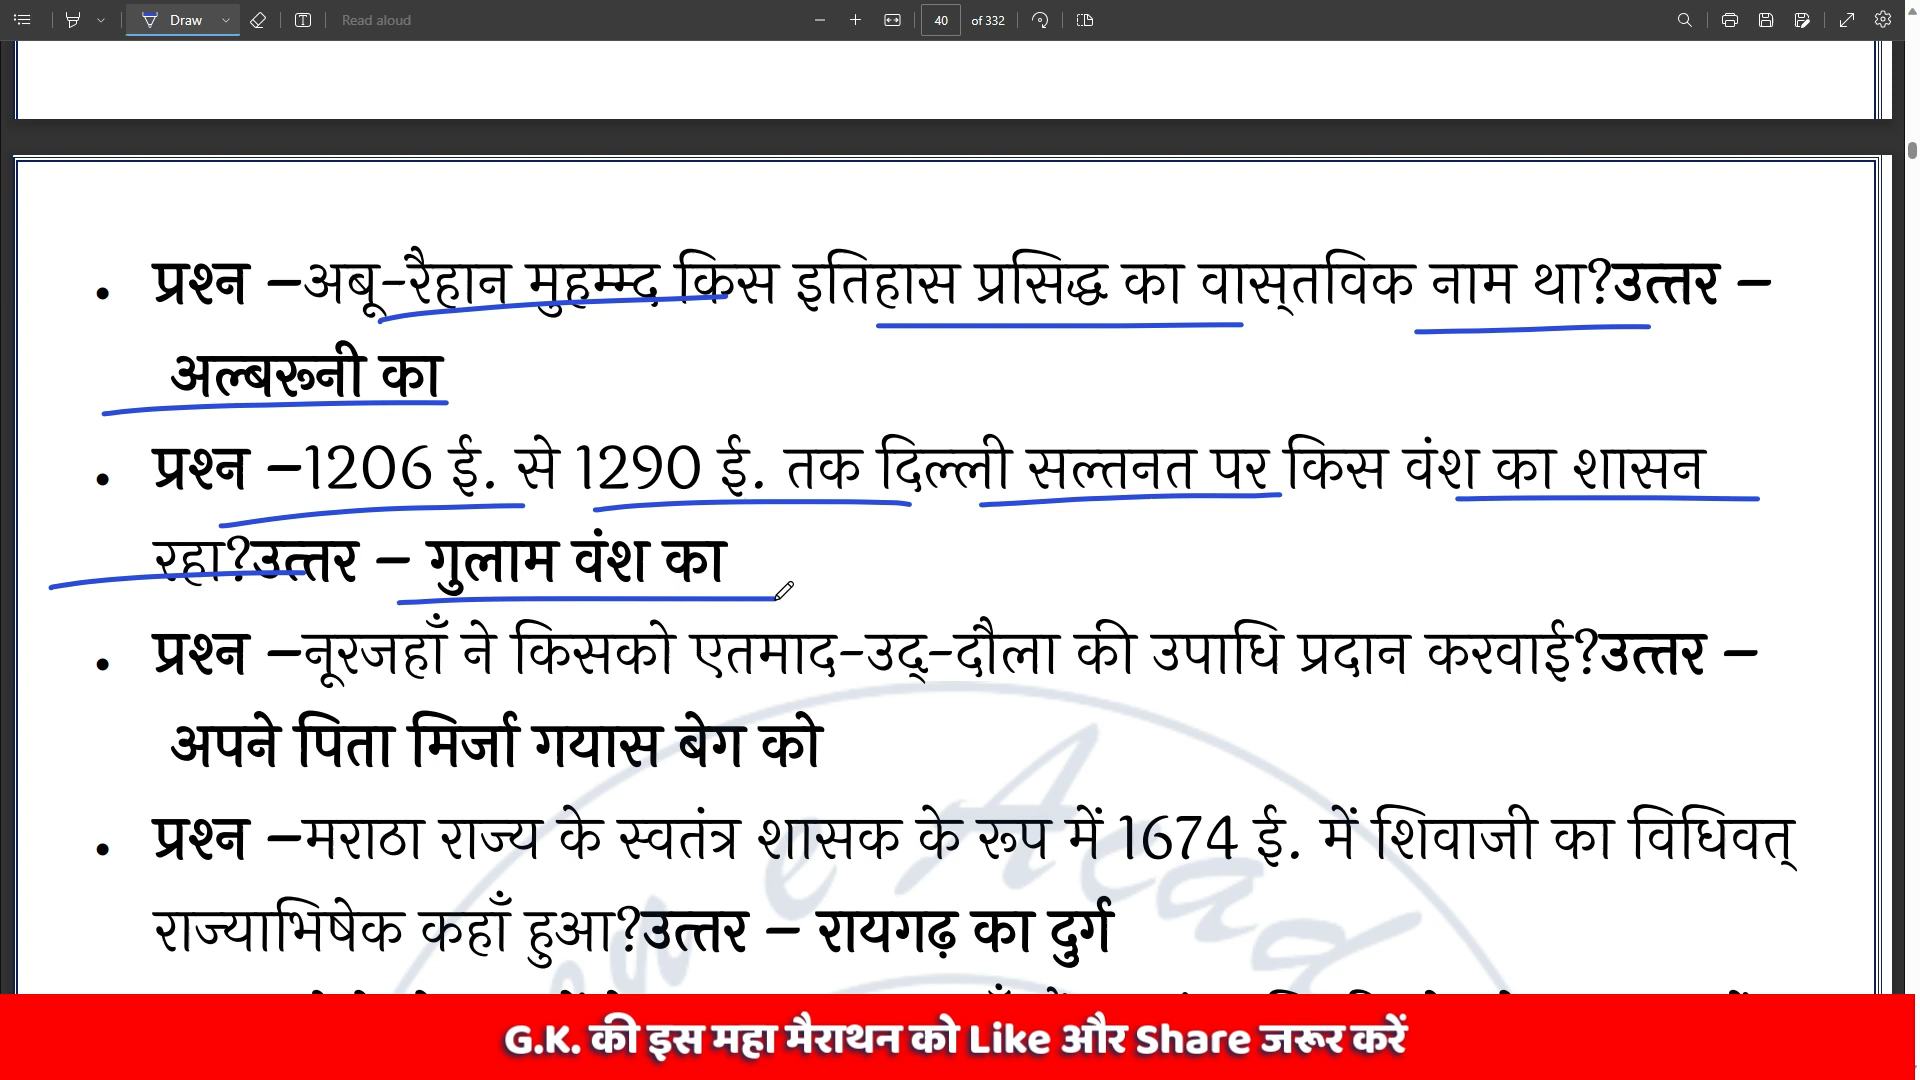 Draw
Read aloud
40 of 332
• प्रश्न –अबू-रैहान मुहम्म्द किस इतिहास प्रसिद्ध का वास्तविक नाम था?उत्तर –
अल्बरूनी का
• प्रश्न –1206 ई. से 1290 ई. तक दिल्ली सल्तनत पर किस वंश का शासन
रहा?उत्तर – गुलाम वंश का
• प्रश्न –नूरजहाँ ने किसको एतमाद-उद्-दौला की उपाधि प्रदान करवाई?उत्तर –
अपने पिता मिर्जा गयास बेग को
• प्रश्न –मराठा राज्य के स्वतंत्र शासक के रूप में 1674 ई. में शिवाजी का विधिवत्
राज्याभिषेक कहाँ हुआ?उत्तर – रायगढ़ का दुर्ग
G.K. की इस महा मैराथन को Like और Share जरूर करें